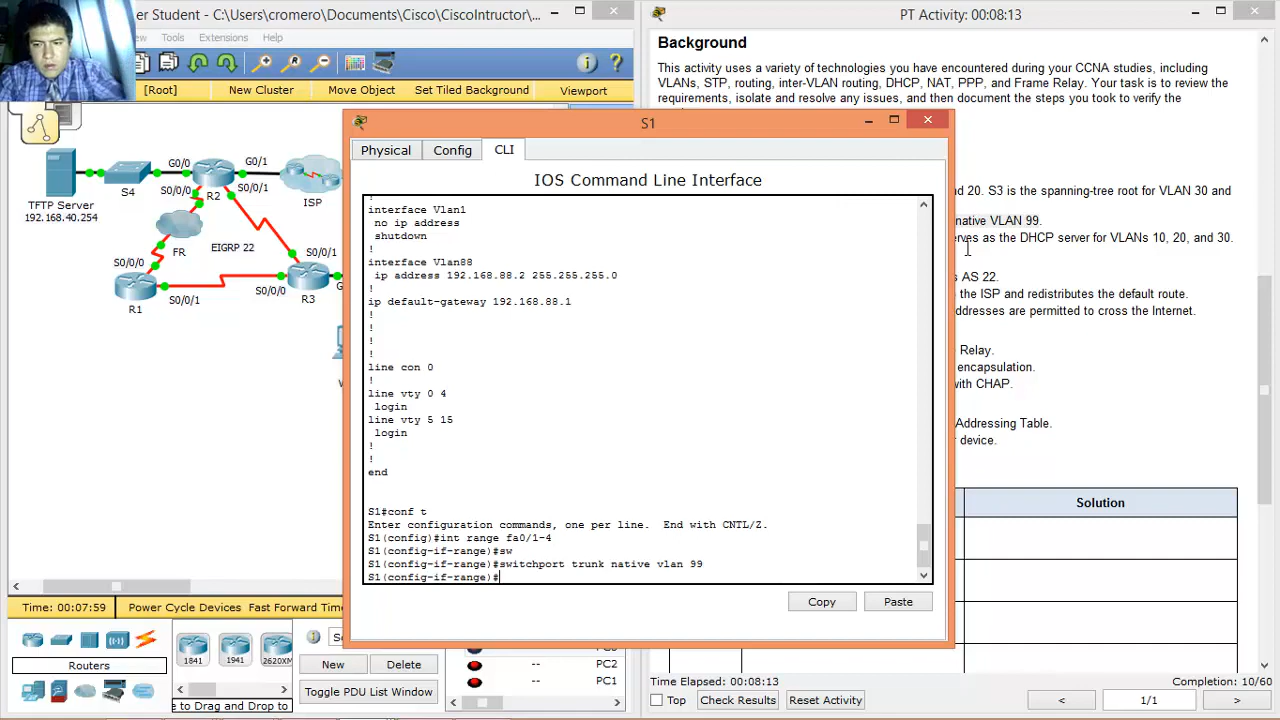 er Student - C:\Users\cromero\Documents\Cisco\CiscoIntructor\...
PT Activity: 00:08:13
Tools Extensions Help
[Root] New Cluster Move Object Set Tiled Background Viewport
Background
This activity uses a variety of technologies you have encountered during your CCNA studies, including
VLANs, STP, routing, inter-VLAN routing, DHCP, NAT, PPP, and Frame Relay. Your task is to review the
requirements, isolate and resolve any issues, and then document the steps you took to verify the
nd 20. S3 is the spanning-tree root for VLAN 30 and
native VLAN 99.
erves as the DHCP server for VLANs 10, 20, and 30.
s AS 22.
the ISP and redistributes the default route.
ddresses are permitted to cross the Internet.
Relay.
encapsulation.
with CHAP.
Addressing Table.
r device.
Solution
TFTP Server
192.168.40.254
S4
G0/0
R2
G0/1
ISP
S0/0/0
S0/0/1
FR
EIGRP 22
S0/0/0
S0/0/1
R1
S0/0/1
S0/0/0
R3
S1
Physical Config CLI
IOS Command Line Interface
!
interface Vlan1
no ip address
shutdown
!
interface Vlan88
ip address 192.168.88.2 255.255.255.0
!
ip default-gateway 192.168.88.1
!
!
!
!
line con 0
!
line vty 0 4
login
line vty 5 15
login
!
!
end
S1#conf t
Enter configuration commands, one per line. End with CNTL/Z.
S1(config)#int range fa0/1-4
S1(config-if-range)#sw
S1(config-if-range)#switchport trunk native vlan 99
S1(config-if-range)#
Copy Paste
Time: 00:07:59 Power Cycle Devices Fast Forward Time
Routers
1841 1941 2620XM
New Delete
Toggle PDU List Window
-- PC2
-- PC1
e to Drag and Drop to
Time Elapsed: 00:08:13 Completion: 10/60
Top Check Results Reset Activity < 1/1 >